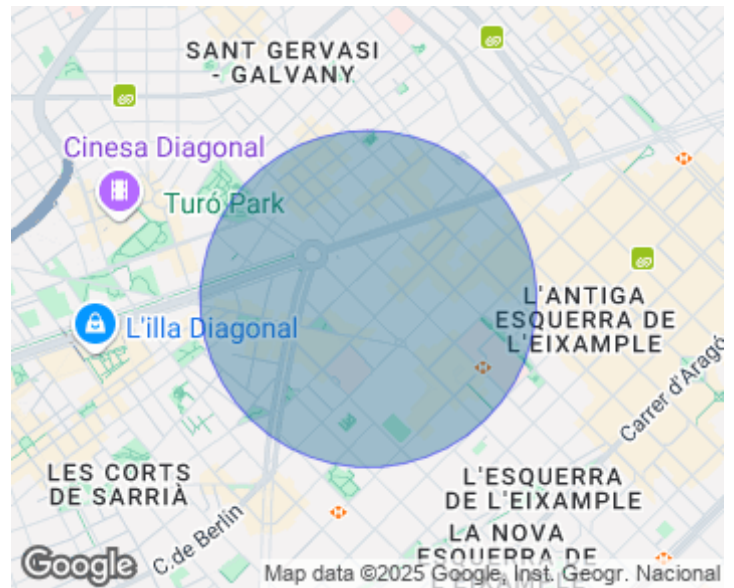 SANT GERVASI
- GALVANY
Cinesa Diagonal
Turó Park
L'ANTIGA
ESQUERRA DE
L'EIXAMPLE
L'illa Diagonal
Carrer d'Aragó
LES CORTS
DE SARRIÀ
L'ESQUERRA
DE L'EIXAMPLE
C. de Berlín
LA NOVA
ESQUERRA DE
Google
Map data ©2025 Google, Inst. Geogr. Nacional